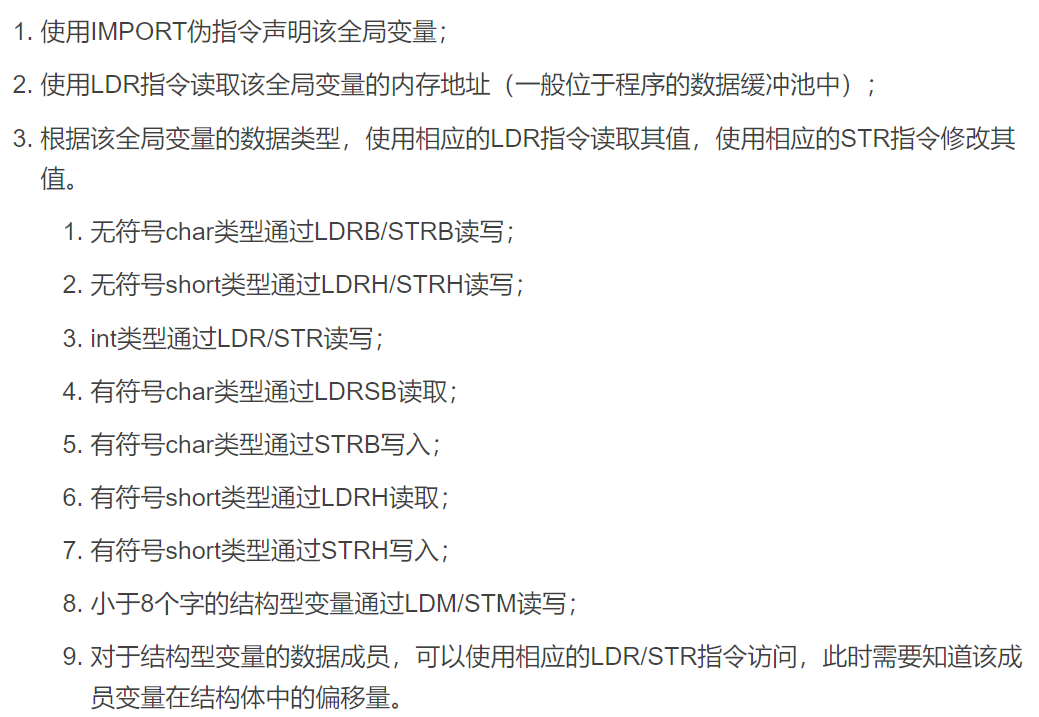 1. 使用IMPORT伪指令声明该全局变量；
2. 使用LDR指令读取该全局变量的内存地址（一般位于程序的数据缓冲池中）；
3. 根据该全局变量的数据类型，使用相应的LDR指令读取其值，使用相应的STR指令修改其
值。
1. 无符号char类型通过LDRB/STRB读写；
2. 无符号short类型通过LDRH/STRH读写；
3. int类型通过LDR/STR读写；
4. 有符号char类型通过LDRSB读取；
5. 有符号char类型通过STRB写入；
6. 有符号short类型通过LDRH读取；
7. 有符号short类型通过STRH写入；
8. 小于8个字的结构型变量通过LDM/STM读写；
9. 对于结构型变量的数据成员，可以使用相应的LDR/STR指令访问，此时需要知道该成
员变量在结构体中的偏移量。